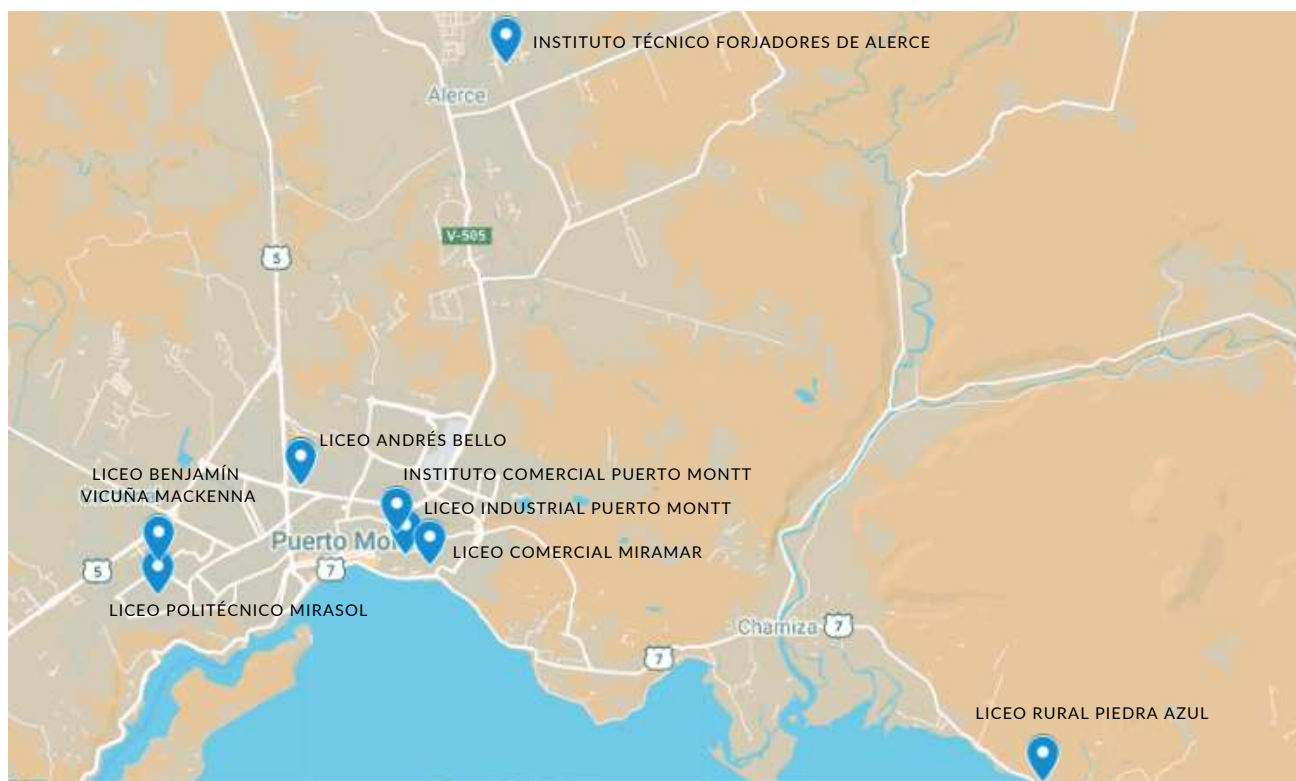 INSTITUTO TÉCNICO FORJADORES DE ALERCE
Alerce
V-505
5
LICEO ANDRÉS BELLO
LICEO BENJAMÍN
VICUÑA MACKENNA
INSTITUTO COMERCIAL PUERTO MONTT
LICEO INDUSTRIAL PUERTO MONTT
Puerto Mo
LICEO COMERCIAL MIRAMAR
5
7
LICEO POLITÉCNICO MIRASOL
Chamiza
7
7
LICEO RURAL PIEDRA AZUL